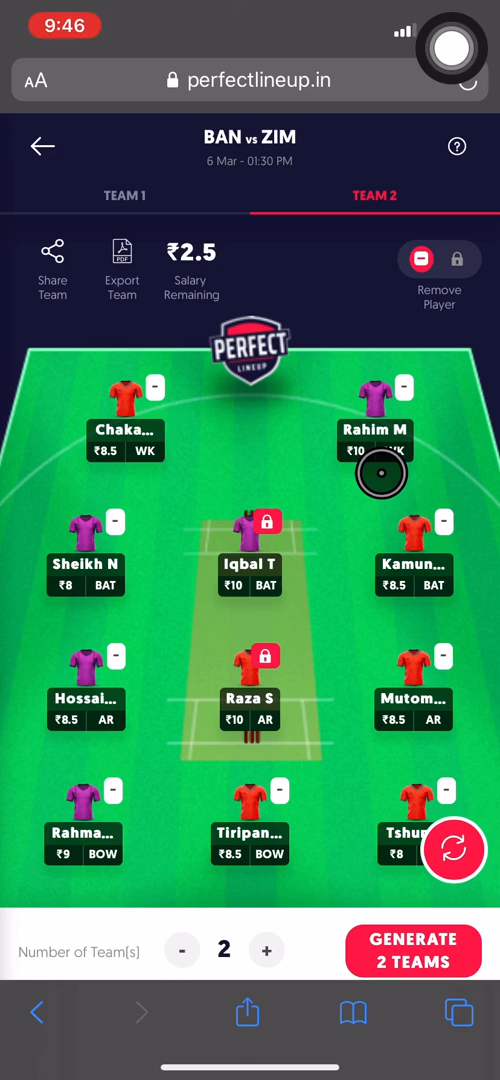 9:46
AA perfectlineup.in
BAN vs ZIM
6 Mar - 01:30 PM
TEAM 1 TEAM 2
Share
Team
PDF
Export
Team
₹2.5
Salary
Remaining
Remove
Player
PERFECT
LINEUP
Chaka...
₹8.5 WK
Rahim M
₹10
Sheikh N
₹8 BAT
Iqbal T
₹10 BAT
Kamun...
₹8.5 BAT
Hossai...
₹8.5 AR
Raza S
₹10 AR
Mutom...
₹8.5 AR
Rahma...
₹9 BOW
Tiripan...
₹8.5 BOW
₹8
Number of Team[s] - 2 +
GENERATE
2 TEAMS